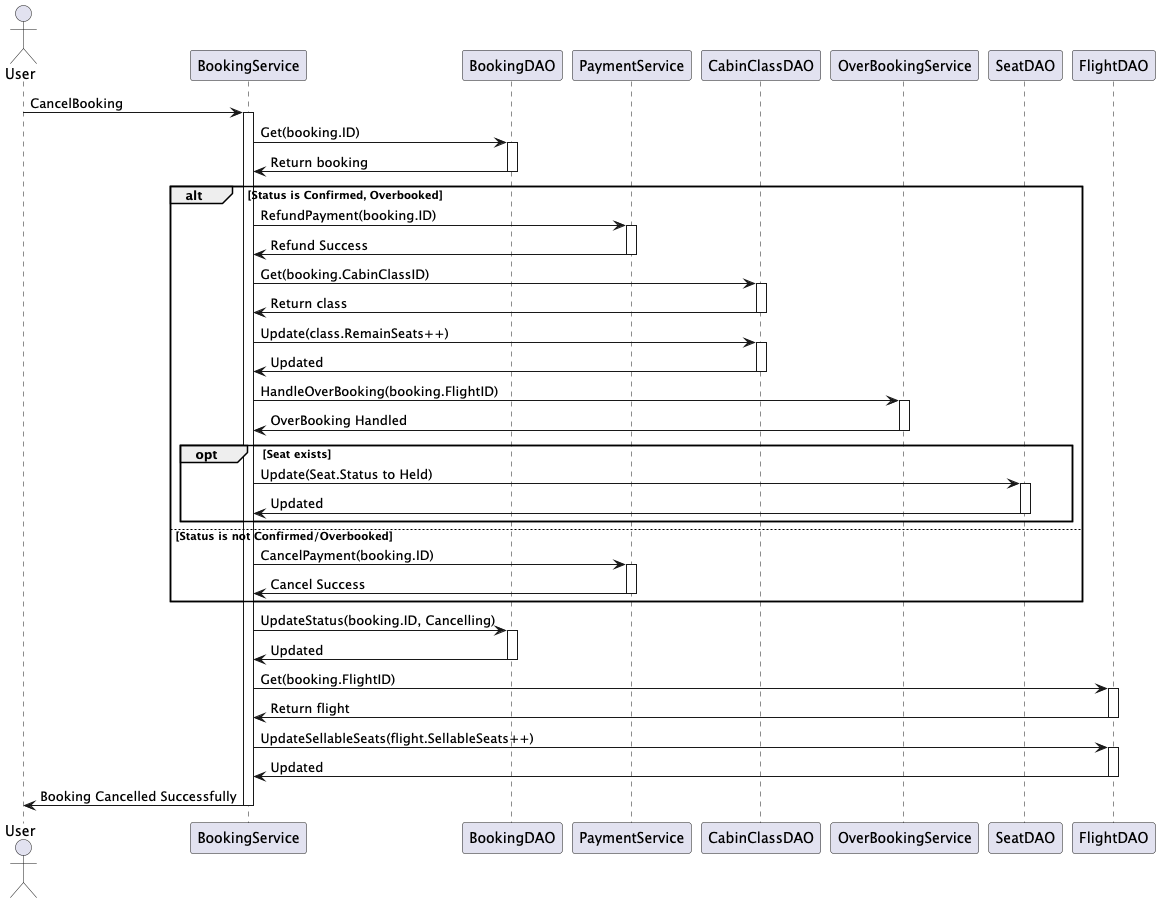 User
BookingService
BookingDAO
PaymentService
CabinClassDAO
OverBookingService
SeatDAO
FlightDAO
CancelBooking
Get(booking.ID)
Return booking
alt [Status is Confirmed, Overbooked]
RefundPayment(booking.ID)
Refund Success
Get(booking.CabinClassID)
Return class
Update(class.RemainSeats++)
Updated
HandleOverBooking(booking.FlightID)
OverBooking Handled
opt [Seat exists]
Update(Seat.Status to Held)
Updated
[Status is not Confirmed/Overbooked]
CancelPayment(booking.ID)
Cancel Success
UpdateStatus(booking.ID, Cancelling)
Updated
Get(booking.FlightID)
Return flight
UpdateSellableSeats(flight.SellableSeats++)
Updated
Booking Cancelled Successfully
User
BookingService
BookingDAO
PaymentService
CabinClassDAO
OverBookingService
SeatDAO
FlightDAO